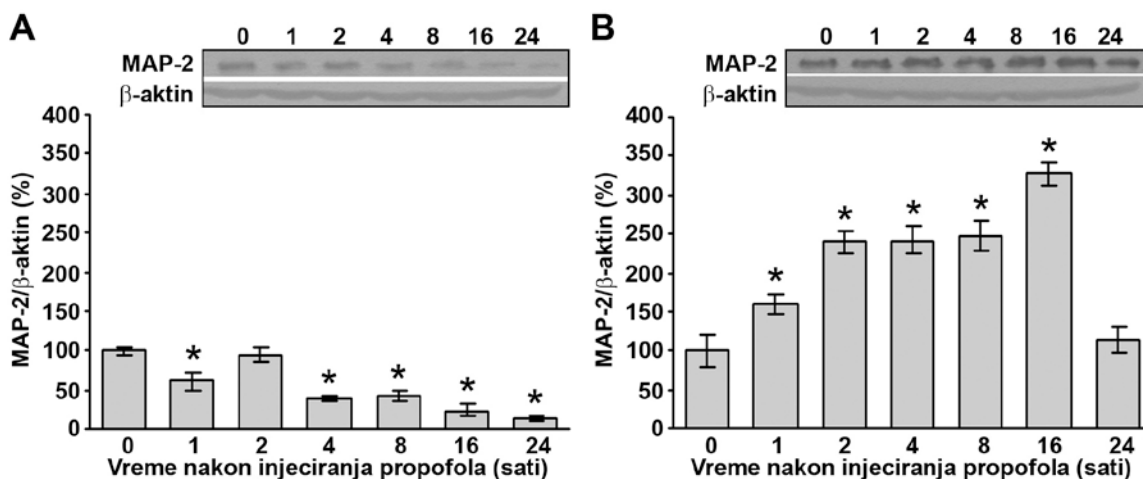 A
0 1 2 4 8 16 24
MAP-2
β-aktin
400
350
300
250
200
150
100
50
0
MAP-2/β-aktin (%)
* * * * *
0 1 2 4 8 16 24
Vreme nakon injeciranja propofola (sati)
B
0 1 2 4 8 16 24
MAP-2
β-aktin
400
350
300
250
200
150
100
50
0
MAP-2/β-aktin (%)
* * * * *
0 1 2 4 8 16 24
Vreme nakon injeciranja propofola (sati)